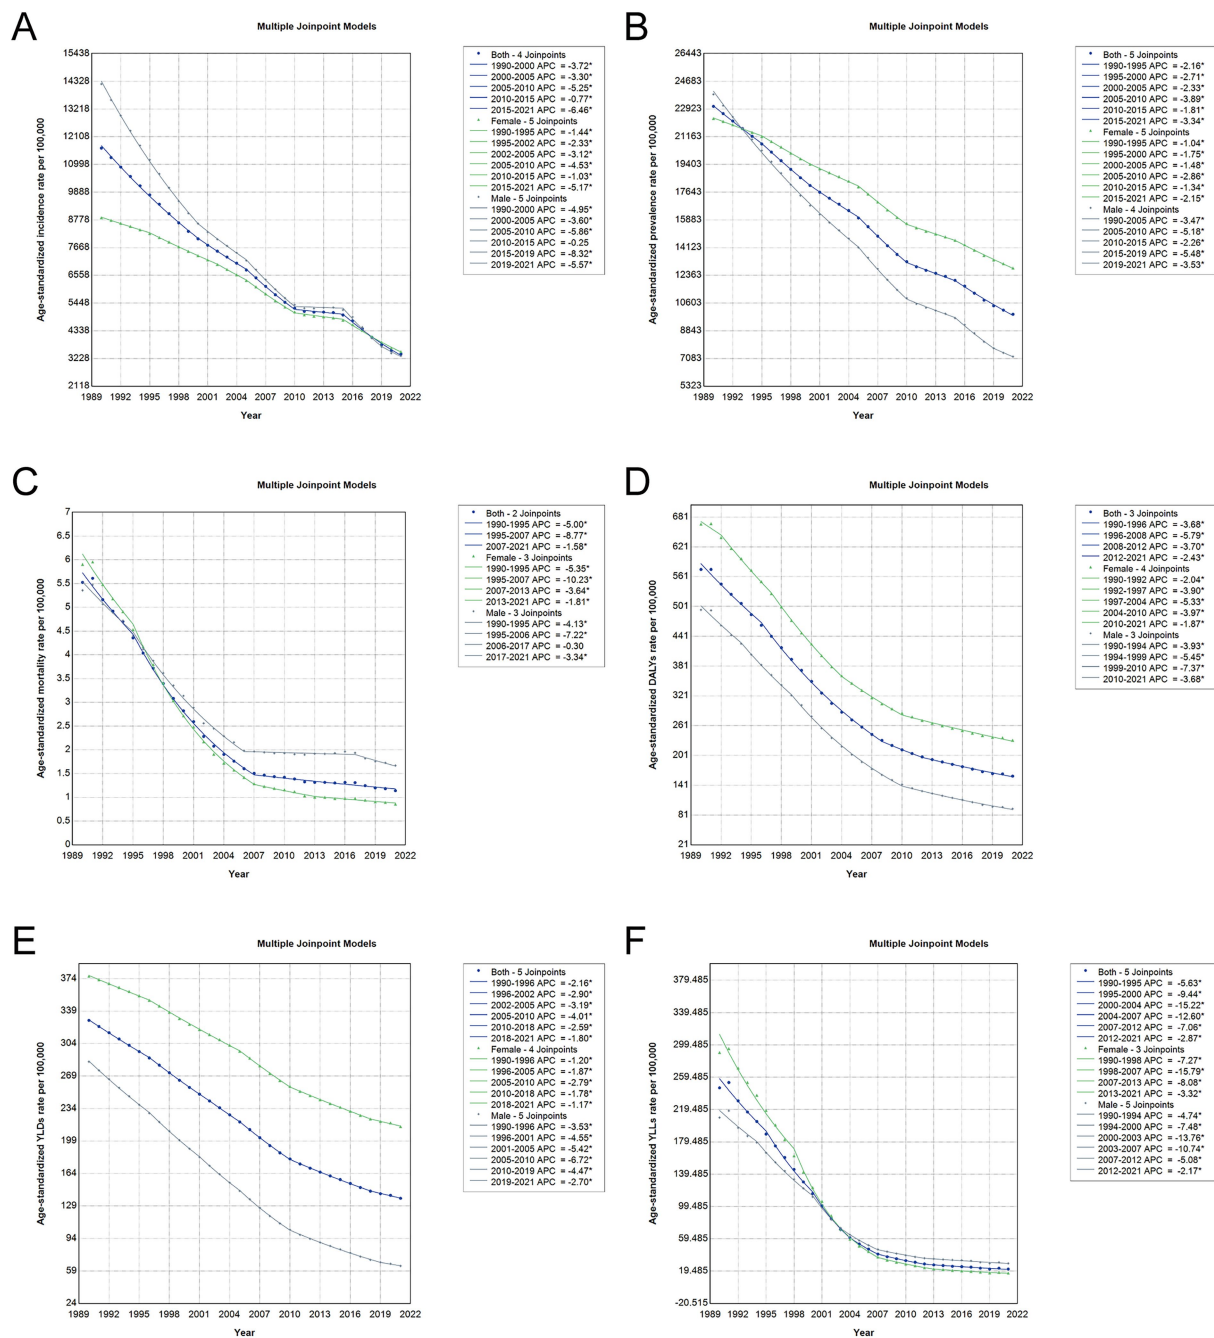 A
Multiple Joinpoint Models
Age-standardized incidence rate per 100,000
15438
14328
13218
12108
10998
9888
8778
7668
6558
5448
4338
3228
2118
1989 1992 1995 1998 2001 2004 2007 2010 2013 2016 2019 2022
Year
Both - 4 Joinpoints
1990-2000 APC = -3.72*
2000-2005 APC = -3.30*
2005-2010 APC = -5.25*
2010-2015 APC = -0.77*
2015-2021 APC = -6.46*
Female - 5 Joinpoints
1990-1995 APC = -1.44*
1995-2002 APC = -2.33*
2002-2005 APC = -3.12*
2005-2010 APC = -4.53*
2010-2015 APC = -1.03*
2015-2021 APC = -5.17*
Male - 5 Joinpoints
1990-2000 APC = -4.95*
2000-2005 APC = -3.60*
2005-2010 APC = -5.86*
2010-2015 APC = -0.25
2015-2019 APC = -8.32*
2019-2021 APC = -5.57*
B
Multiple Joinpoint Models
Age-standardized prevalence rate per 100,000
26443
24683
22923
21163
19403
17643
15883
14123
12363
10603
8843
7083
5323
1989 1992 1995 1998 2001 2004 2007 2010 2013 2016 2019 2022
Year
Both - 5 Joinpoints
1990-1995 APC = -2.16*
1995-2000 APC = -2.71*
2000-2005 APC = -2.33*
2005-2010 APC = -3.89*
2010-2015 APC = -1.81*
2015-2021 APC = -3.34*
Female - 5 Joinpoints
1990-1995 APC = -1.04*
1995-2000 APC = -1.75*
2000-2005 APC = -1.48*
2005-2010 APC = -2.86*
2010-2015 APC = -1.34*
2015-2021 APC = -2.15*
Male - 4 Joinpoints
1990-2005 APC = -3.47*
2005-2010 APC = -5.18*
2010-2015 APC = -2.26*
2015-2019 APC = -5.48*
2019-2021 APC = -3.53*
C
Multiple Joinpoint Models
Age-standardized mortality rate per 100,000
7
6.5
6
5.5
5
4.5
4
3.5
3
2.5
2
1.5
1
0.5
0
1989 1992 1995 1998 2001 2004 2007 2010 2013 2016 2019 2022
Year
Both - 2 Joinpoints
1990-1995 APC = -5.00*
1995-2007 APC = -8.77*
2007-2021 APC = -1.58*
Female - 3 Joinpoints
1990-1995 APC = -5.35*
1995-2007 APC = -10.23*
2007-2013 APC = -3.64*
2013-2021 APC = -1.81*
Male - 3 Joinpoints
1990-1995 APC = -4.13*
1995-2006 APC = -7.22*
2006-2017 APC = -0.30
2017-2021 APC = -3.34*
D
Multiple Joinpoint Models
Age-standardized DALYs rate per 100,000
681
621
561
501
441
381
321
261
201
141
81
21
1989 1992 1995 1998 2001 2004 2007 2010 2013 2016 2019 2022
Year
Both - 3 Joinpoints
1990-1996 APC = -3.68*
1996-2008 APC = -5.79*
2008-2012 APC = -3.70*
2012-2021 APC = -2.43*
Female - 4 Joinpoints
1990-1992 APC = -2.04*
1992-1997 APC = -3.90*
1997-2004 APC = -5.33*
2004-2010 APC = -3.97*
2010-2021 APC = -1.87*
Male - 3 Joinpoints
1990-1994 APC = -3.93*
1994-1999 APC = -5.45*
1999-2010 APC = -7.37*
2010-2021 APC = -3.68*
E
Multiple Joinpoint Models
Age-standardized YLDs rate per 100,000
374
339
304
269
234
199
164
129
94
59
24
1989 1992 1995 1998 2001 2004 2007 2010 2013 2016 2019 2022
Year
Both - 5 Joinpoints
1990-1996 APC = -2.16*
1996-2002 APC = -2.90*
2002-2005 APC = -3.19*
2005-2010 APC = -4.01*
2010-2018 APC = -2.59*
2018-2021 APC = -1.80*
Female - 4 Joinpoints
1990-1996 APC = -1.20*
1996-2005 APC = -1.87*
2005-2010 APC = -2.79*
2010-2018 APC = -1.78*
2018-2021 APC = -1.17*
Male - 5 Joinpoints
1990-1996 APC = -3.53*
1996-2001 APC = -4.55*
2001-2005 APC = -5.42*
2005-2010 APC = -6.72*
2010-2019 APC = -4.47*
2019-2021 APC = -2.70*
F
Multiple Joinpoint Models
Age-standardized YLLs rate per 100,000
379.485
339.485
299.485
259.485
219.485
179.485
139.485
99.485
59.485
19.485
-20.515
1989 1992 1995 1998 2001 2004 2007 2010 2013 2016 2019 2022
Year
Both - 5 Joinpoints
1990-1995 APC = -5.63*
1995-2000 APC = -9.44*
2000-2004 APC = -15.22*
2004-2007 APC = -12.60*
2007-2012 APC = -7.06*
2012-2021 APC = -2.87*
Female - 3 Joinpoints
1990-1998 APC = -7.27*
1998-2007 APC = -15.79*
2007-2013 APC = -8.08*
2013-2021 APC = -3.32*
Male - 5 Joinpoints
1990-1994 APC = -4.74*
1994-2000 APC = -7.48*
2000-2003 APC = -13.76*
2003-2007 APC = -10.74*
2007-2012 APC = -5.08*
2012-2021 APC = -2.17*